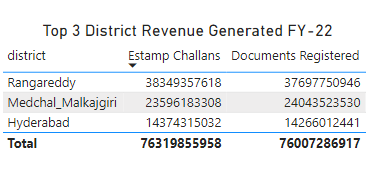 Top 3 District Revenue Generated FY-22
district Estamp Challans Documents Registered
Rangareddy 38349357618 37697750946
Medchal_Malkajgiri 23596183308 24043523530
Hyderabad 14374315032 14266012441
Total 76319855958 76007286917